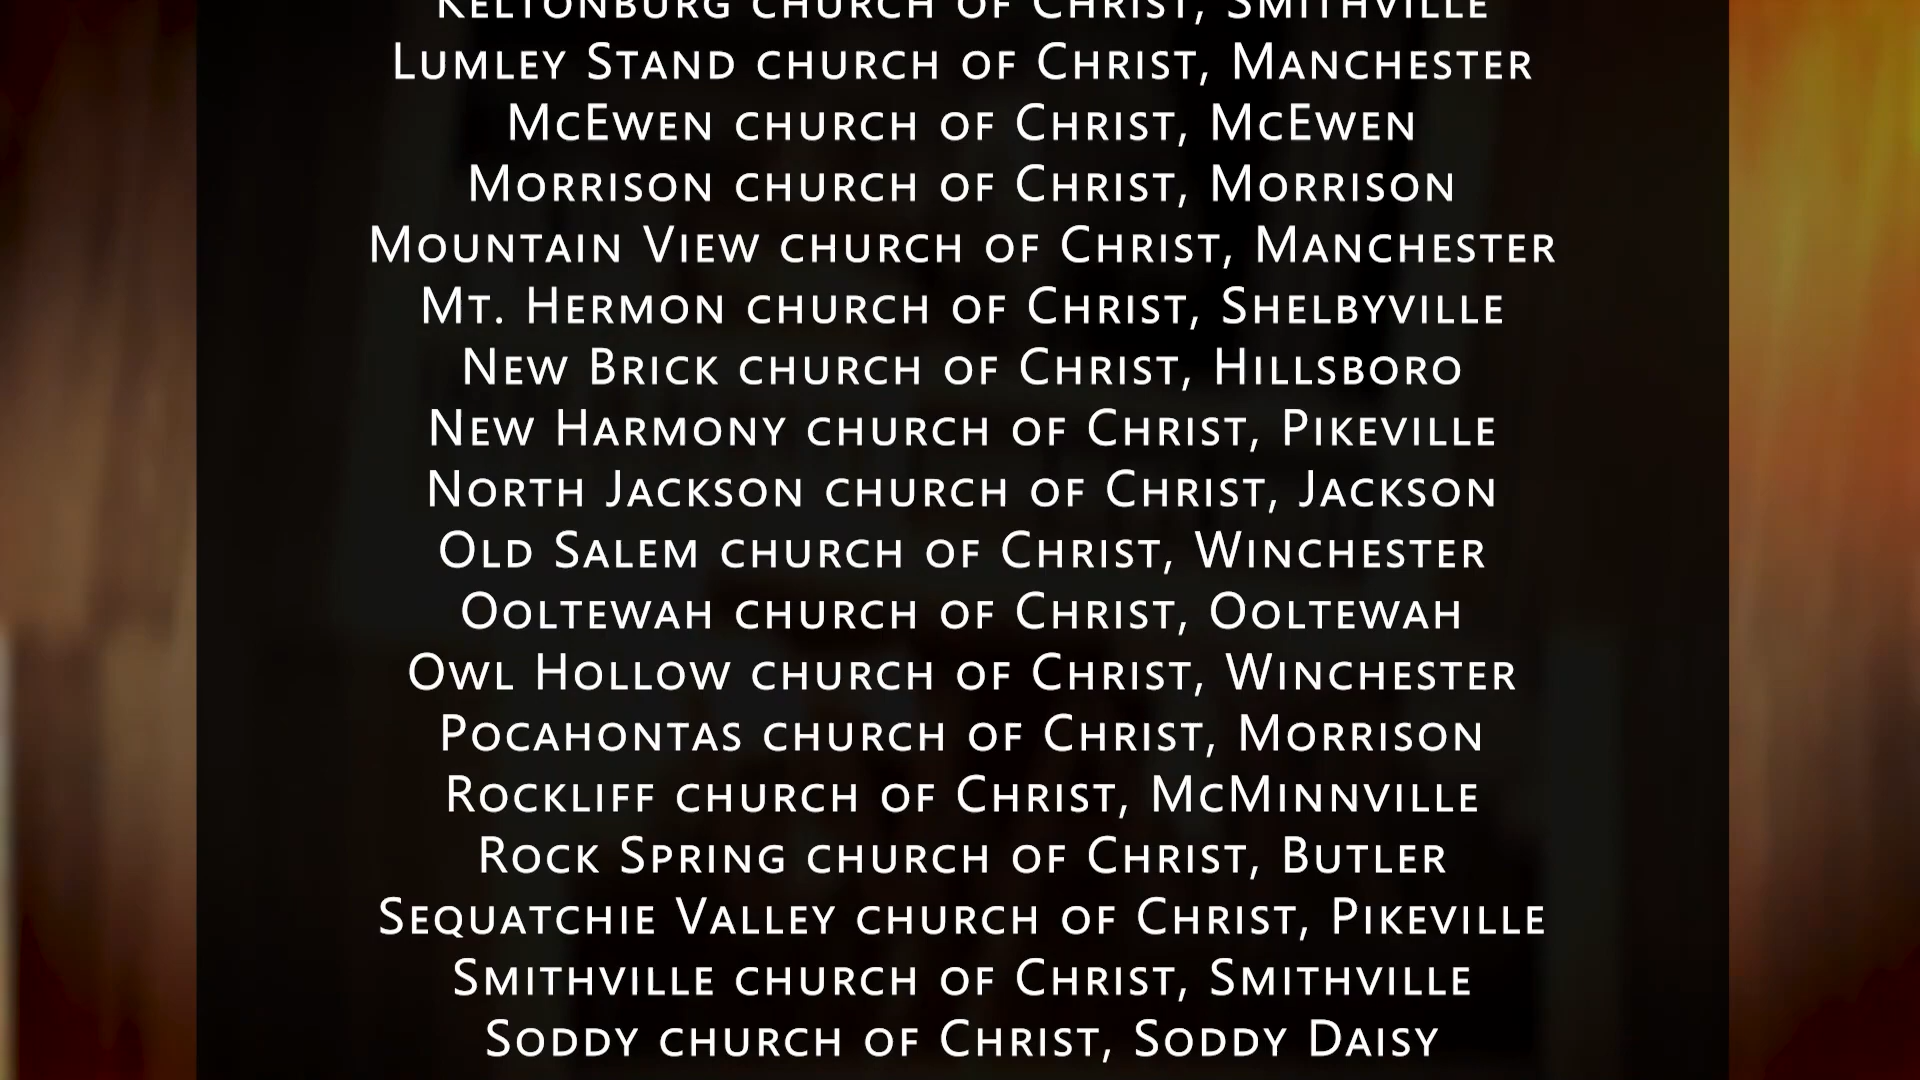 Keltonburg church of Christ, Smithville
Lumley Stand church of Christ, Manchester
McEwen church of Christ, McEwen
Morrison church of Christ, Morrison
Mountain View church of Christ, Manchester
Mt. Hermon church of Christ, Shelbyville
New Brick church of Christ, Hillsboro
New Harmony church of Christ, Pikeville
North Jackson church of Christ, Jackson
Old Salem church of Christ, Winchester
Ooltewah church of Christ, Ooltewah
Owl Hollow church of Christ, Winchester
Pocahontas church of Christ, Morrison
Rockliff church of Christ, McMinnville
Rock Spring church of Christ, Butler
Sequatchie Valley church of Christ, Pikeville
Smithville church of Christ, Smithville
Soddy church of Christ, Soddy Daisy